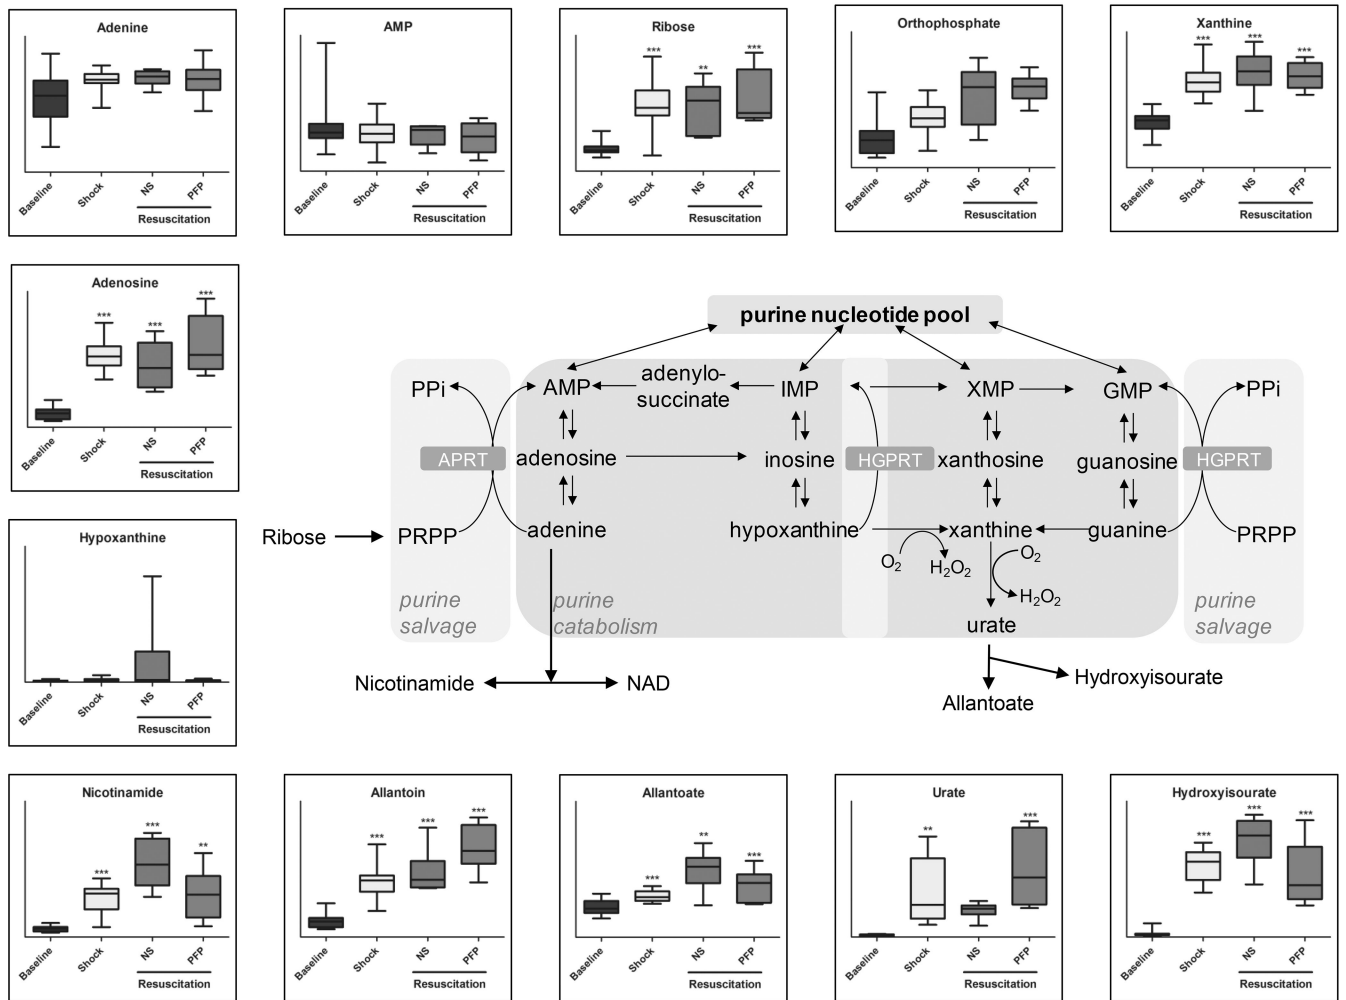 Adenine
Baseline
Shock
NS
PFP
Resuscitation
AMP
Baseline
Shock
NS
PFP
Resuscitation
Ribose
***
**
***
Baseline
Shock
NS
PFP
Resuscitation
Orthophosphate
Baseline
Shock
NS
PFP
Resuscitation
Xanthine
***
***
***
Baseline
Shock
NS
PFP
Resuscitation
Adenosine
***
***
***
Baseline
Shock
NS
PFP
Resuscitation
purine nucleotide pool
PPi
AMP
adenylo-
succinate
IMP
XMP
GMP
PPi
APRT
adenosine
inosine
HGPRT
xanthosine
guanosine
HGPRT
Ribose
PRPP
adenine
hypoxanthine
xanthine
guanine
PRPP
O2
H2O2
O2
H2O2
purine
salvage
purine
catabolism
urate
purine
salvage
Nicotinamide
NAD
Hydroxyisourate
Allantoate
Hypoxanthine
Baseline
Shock
NS
PFP
Resuscitation
Nicotinamide
***
***
**
Baseline
Shock
NS
PFP
Resuscitation
Allantoin
***
***
***
Baseline
Shock
NS
PFP
Resuscitation
Allantoate
***
**
***
Baseline
Shock
NS
PFP
Resuscitation
Urate
**
***
Baseline
Shock
NS
PFP
Resuscitation
Hydroxyisourate
***
***
***
Baseline
Shock
NS
PFP
Resuscitation